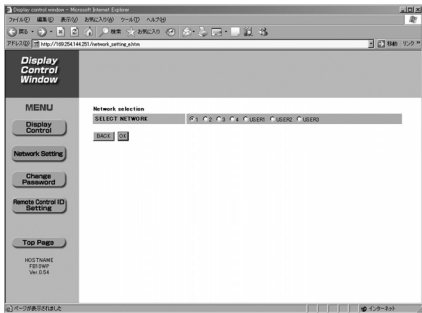 Display control window - Microsoft Internet Explorer
ファイル(F) 編集(E) 表示(V) お気に入り(A) ツール(T) ヘルプ(H)
戻る 検索 お気に入り
アドレス(D) http://169.254.144.251/network_setting_e.htm 移動 リンク
Display
Control
Window
MENU
Display
Control
Network Setting
Change
Password
Remote Control ID
Setting
Top Page
HOSTNAME
Ver.0.54
Network selection
SELECT NETWORK 1 2 3 4 USER1 USER2 USER3
BACK OK
ページが表示されました インターネット